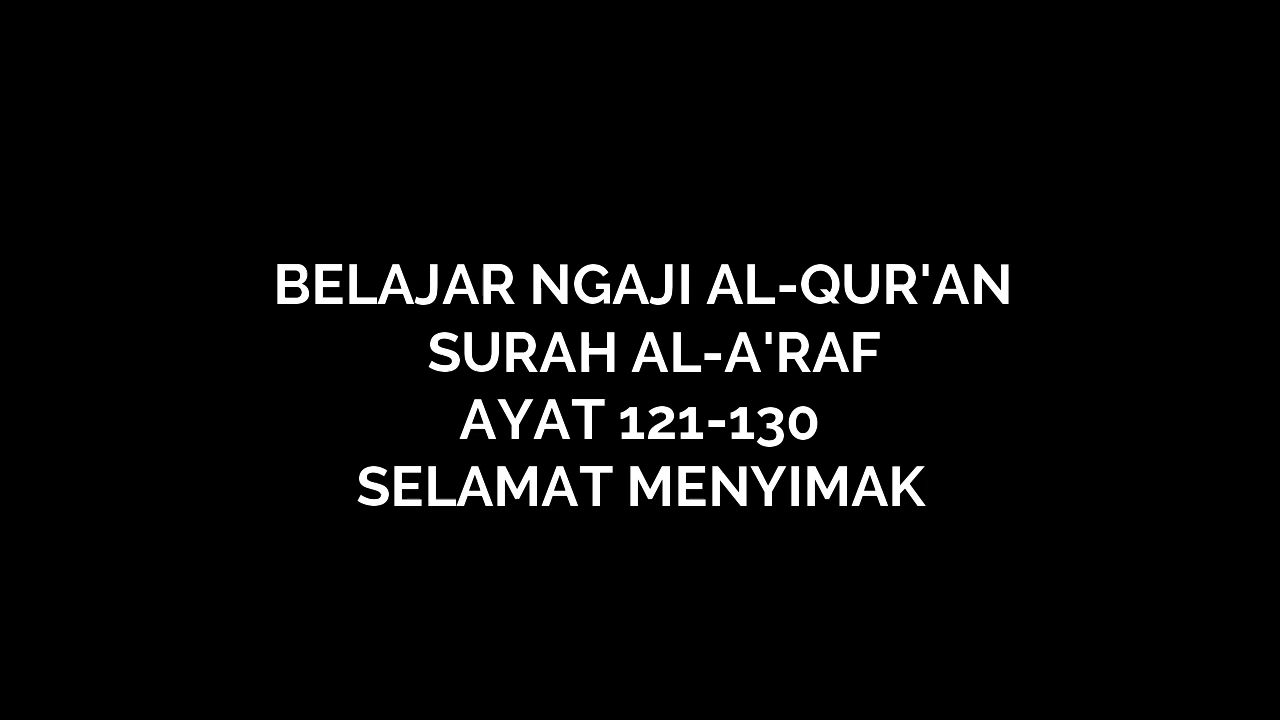 BELAJAR NGAJI AL-QUR'AN
SURAH AL-A'RAF
AYAT 121-130
SELAMAT MENYIMAK